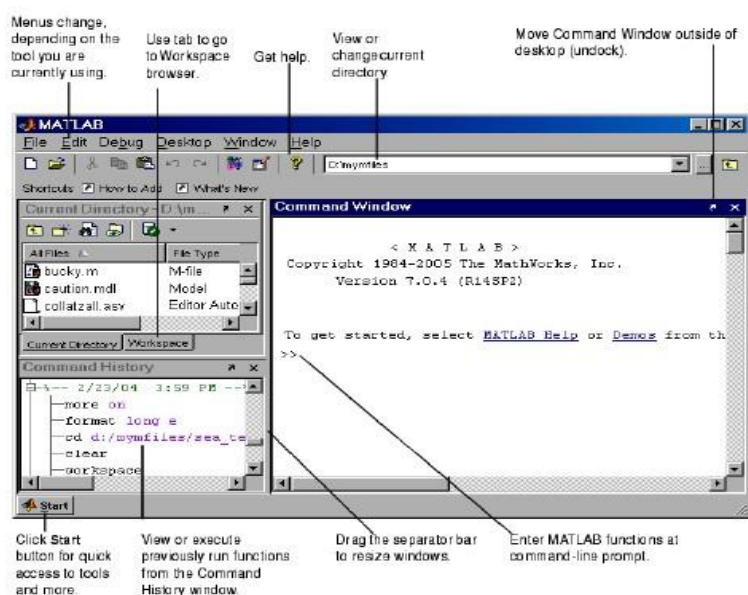 Menus change,
depending on the
tool you are
currently using.
Use tab to go
to Workspace
browser.
Get help.
View or
change current
directory.
Move Command Window outside of
desktop (undock).
MATLAB
File Edit Debug Desktop Window Help
D:\mymfiles
Shortcuts How to Add What's New
Current Directory - D:\m...
All Files File Type
bucky.m M-file
caution.mdl Model
collatzall.asv Editor Auto
Current Directory Workspace
Command History
%-- 2/23/04 3:59 PM --%
more on
format long e
cd d:/mymfiles/sea_te
clear
workspace
Command Window
< M A T L A B >
Copyright 1984-2005 The MathWorks, Inc.
Version 7.0.4 (R14SP2)
To get started, select MATLAB Help or Demos from th
>>
Start
Click Start
button for quick
access to tools
and more.
View or execute
previously run functions
from the Command
History window.
Drag the separator bar
to resize windows.
Enter MATLAB functions at
command-line prompt.